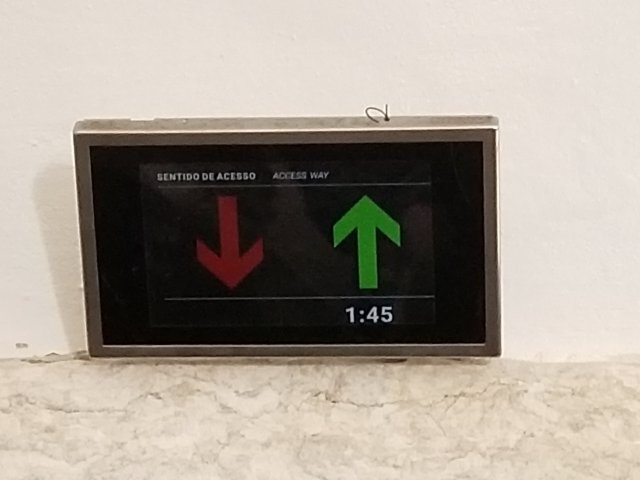 SENTIDO DE ACESSO ACCESS WAY
1:45